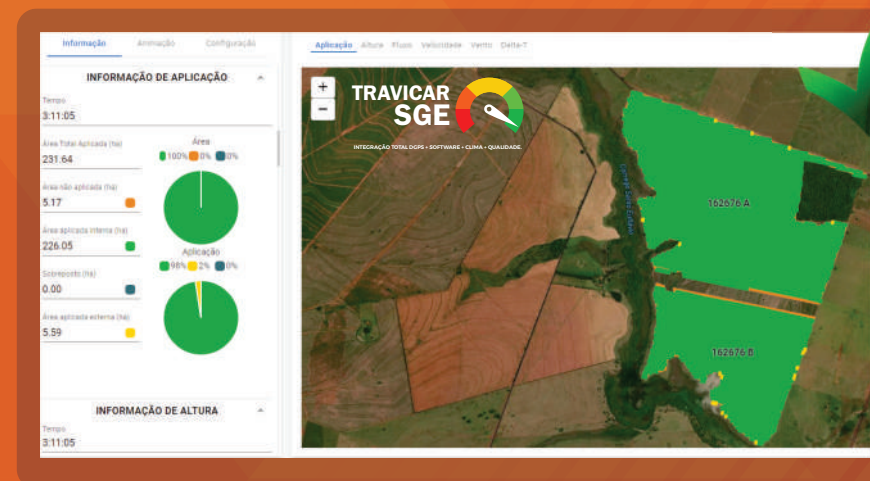 Informação Animação Configuração
INFORMAÇÃO DE APLICAÇÃO
Tempo
3:11:05
Área Total Aplicada (ha)
231.64
Área não aplicada (ha)
5.17
Área aplicada interna (ha)
226.05
Sobreposto (ha)
0.00
Área aplicada externa (ha)
5.59
Área
100% 0% 0%
Aplicação
98% 2% 0%
INFORMAÇÃO DE ALTURA
Tempo
3:11:05
Aplicação Altura Fluxo Velocidade Vento Delta-T
+
−
TRAVICAR
SGE
INTEGRAÇÃO TOTAL DGPS • SOFTWARE • CLIMA • QUALIDADE
162676 A
162676 B